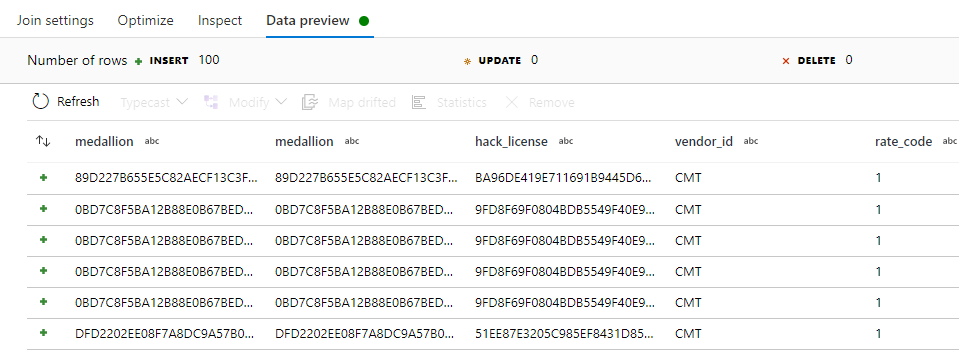 Join settings Optimize Inspect Data preview
Number of rows + INSERT 100 * UPDATE 0 × DELETE 0
Refresh Typecast Modify Map drifted Statistics Remove
medallion abc medallion abc hack_license abc vendor_id abc rate_code abc
+ 89D227B655E5C82AECF13C3F... 89D227B655E5C82AECF13C3F... BA96DE419E711691B9445D6... CMT 1
+ 0BD7C8F5BA12B88E0B67BED... 0BD7C8F5BA12B88E0B67BED... 9FD8F69F0804BDB5549F40E9... CMT 1
+ 0BD7C8F5BA12B88E0B67BED... 0BD7C8F5BA12B88E0B67BED... 9FD8F69F0804BDB5549F40E9... CMT 1
+ 0BD7C8F5BA12B88E0B67BED... 0BD7C8F5BA12B88E0B67BED... 9FD8F69F0804BDB5549F40E9... CMT 1
+ 0BD7C8F5BA12B88E0B67BED... 0BD7C8F5BA12B88E0B67BED... 9FD8F69F0804BDB5549F40E9... CMT 1
+ DFD2202EE08F7A8DC9A57B0... DFD2202EE08F7A8DC9A57B0... 51EE87E3205C985EF8431D85... CMT 1